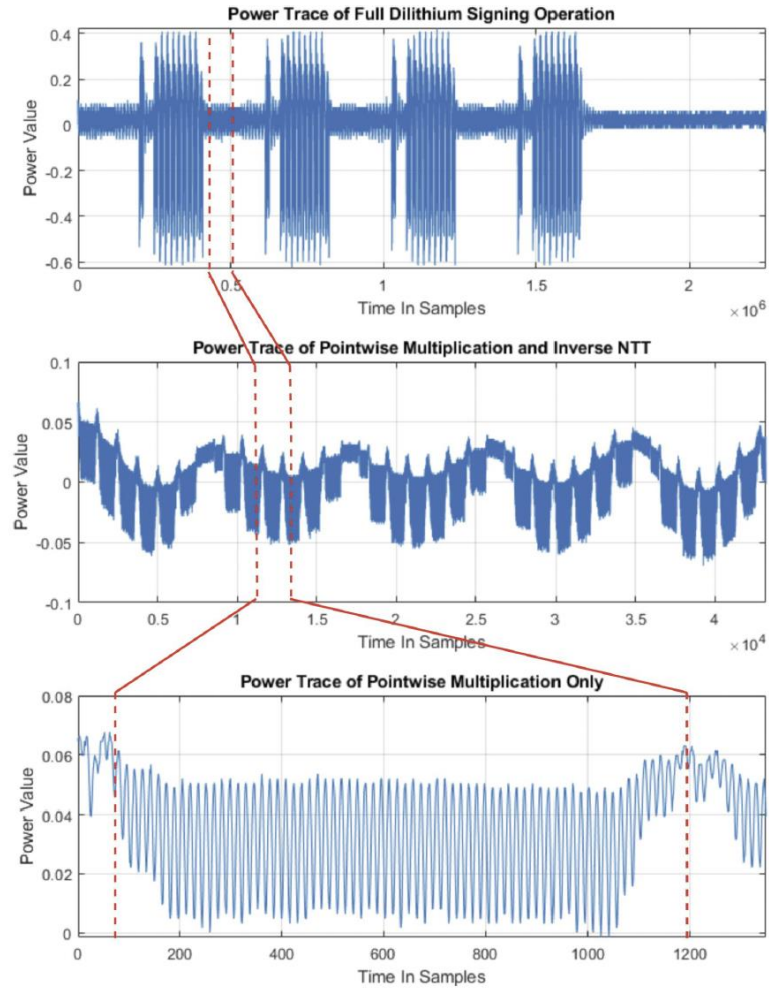 Power Trace of Full Dilithium Signing Operation
0.4
0.2
0
-0.2
-0.4
-0.6
Power Value
0 0.5 1 1.5 2
Time In Samples
× 10⁶
Power Trace of Pointwise Multiplication and Inverse NTT
0.1
0.05
0
-0.05
-0.1
Power Value
0 0.5 1 1.5 2 2.5 3 3.5 4
Time In Samples
× 10⁴
Power Trace of Pointwise Multiplication Only
0.08
0.06
0.04
0.02
0
Power Value
0 200 400 600 800 1000 1200
Time In Samples